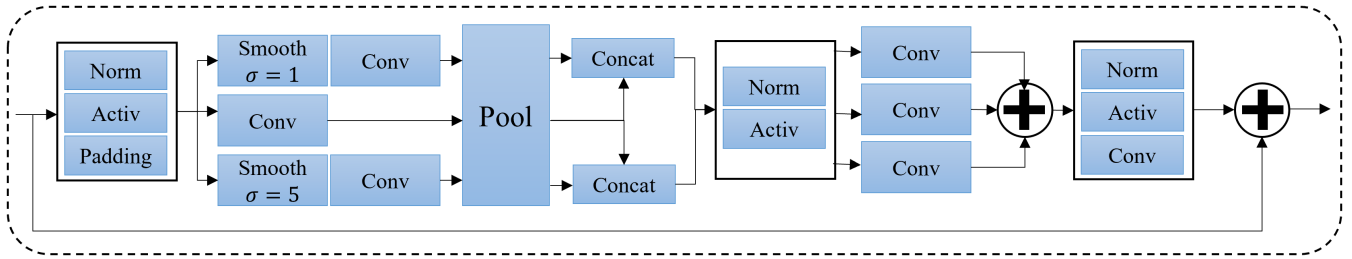 Norm
Activ
Padding
Smooth
σ = 1
Conv
Conv
Smooth
σ = 5
Conv
Pool
Concat
Concat
Norm
Activ
Conv
Conv
Conv
Norm
Activ
Conv